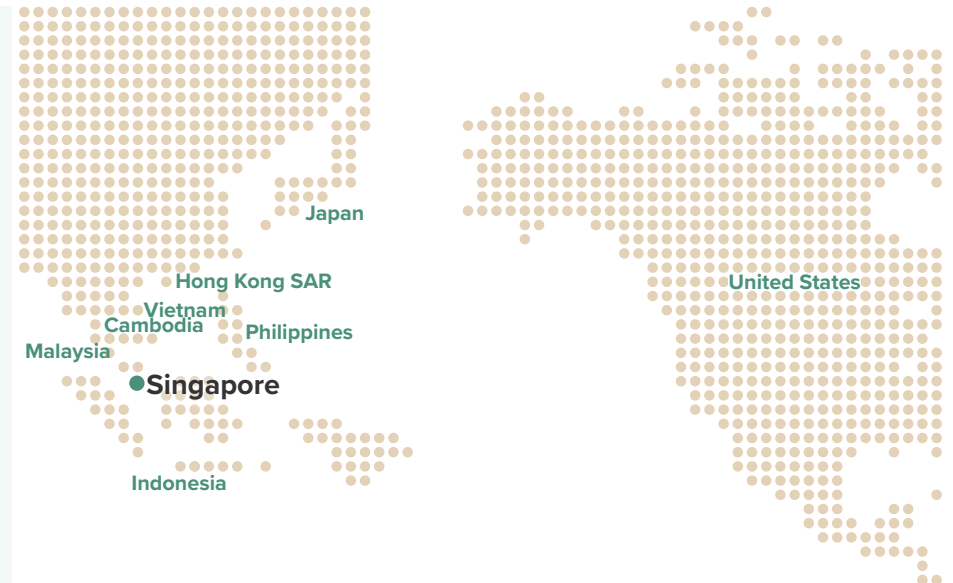 Japan
Hong Kong SAR
United States
Vietnam
Cambodia
Philippines
Malaysia
Singapore
Indonesia